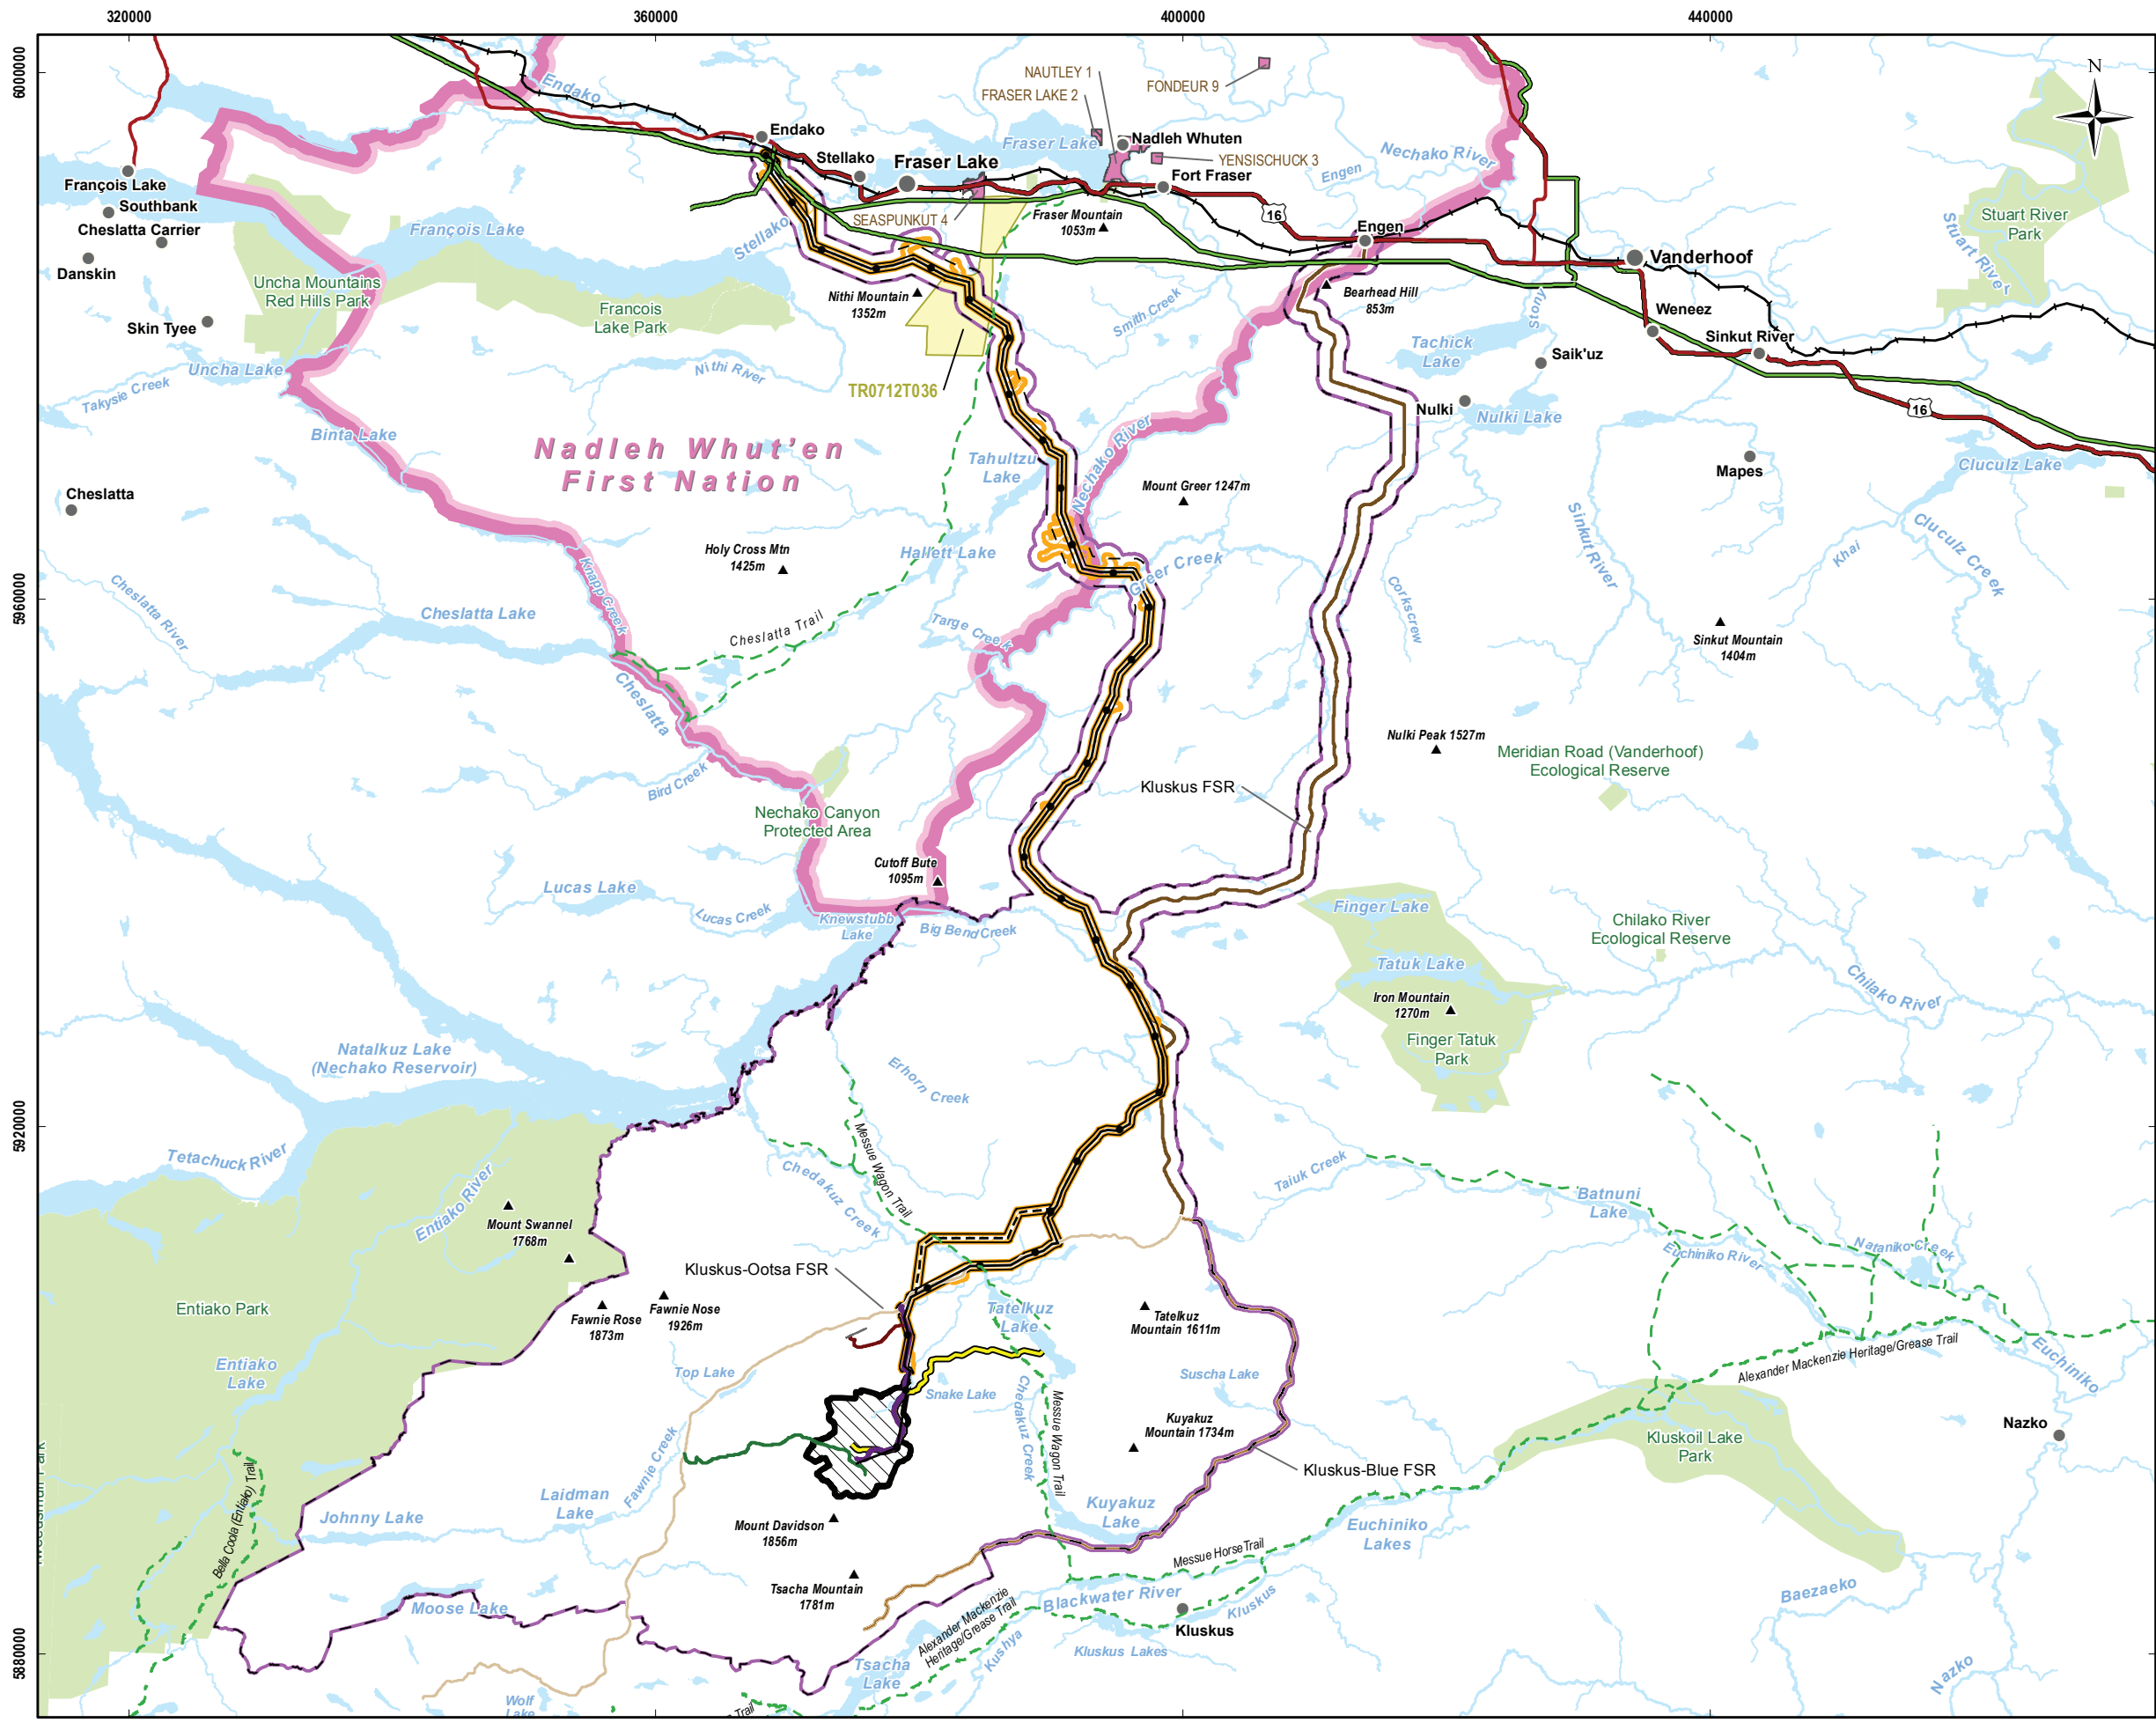 320000
360000
400000
440000
6000000
5960000
5920000
5880000
N
Endako
NAUTLEY 1
FRASER LAKE 2
FONDEUR 9
Endako
Fraser Lake
Nadleh Whuten
YENSISCHUCK 3
Stellako
Fraser Lake
Fort Fraser
Engen
Nechako River
François Lake
Southbank
Cheslatta Carrier
Danskin
SEASPUNKUT 4
Fraser Mountain
1053m
16
Engen
Vanderhoof
Stuart River
Park
Stuart River
François Lake
Stellako
Uncha Mountains
Red Hills Park
Francois
Lake Park
Nithi Mountain
1352m
Smith Creek
Bearhead Hill
853m
Stony
Weneez
Sinkut River
Skin Tyee
Uncha Lake
Takysie Creek
Nithi River
TR0712T036
Tachick
Lake
Saik'uz
Nulki
Nulki Lake
16
Binta Lake
Nadleh Whut'en
First Nation
Tahultzu
Lake
Nechako River
Mount Greer 1247m
Mapes
Cluculz Lake
Cheslatta
Holy Cross Mtn
1425m
Hallett Lake
Greer Creek
Sinkut River
Khai
Cluculz Creek
Cheslatta River
Knapp Creek
Cheslatta Lake
Cheslatta Trail
Targe Creek
Corkscrew
Sinkut Mountain
1404m
Cheslatta
Bird Creek
Nulki Peak 1527m
Meridian Road (Vanderhoof)
Ecological Reserve
Kluskus FSR
Nechako Canyon
Protected Area
Cutoff Bute
1095m
Lucas Lake
Lucas Creek
Knewstubb
Lake
Big Bend Creek
Finger Lake
Chilako River
Ecological Reserve
Tatuk Lake
Iron Mountain
1270m
Chilako River
Finger Tatuk
Park
Natalkuz Lake
(Nechako Reservoir)
Erhorn Creek
Tetachuck River
Entiako River
Messue Wagon Trail
Chedakuz Creek
Taiuk Creek
Batnuni
Lake
Mount Swannel
1768m
Euchiniko River
Nataniko Creek
Kluskus-Ootsa FSR
Entiako Park
Fawnie Rose
1873m
Fawnie Nose
1926m
Tatelkuz
Lake
Tatelkuz
Mountain 1611m
Alexander Mackenzie Heritage/Grease Trail
Euchiniko
Entiako
Lake
Top Lake
Snake Lake
Suscha Lake
Chedakuz Creek
Messue Wagon Trail
Kuyakuz
Mountain 1734m
Nazko
Kluskoil Lake
Park
Kluskus-Blue FSR
Fawnie Creek
Bella Coola (Entiako) Trail
Johnny Lake
Laidman
Lake
Mount Davidson
1856m
Kuyakuz
Lake
Euchiniko
Lakes
Messue Horse Trail
Tsacha Mountain
1781m
Moose Lake
Alexander Mackenzie
Heritage/Grease Trail
Blackwater River
Kluskus
Kluskus
Baezaeko
Kushya
Kluskus Lakes
Tsacha
Lake
Nazko
Wolf
Lake
Trail